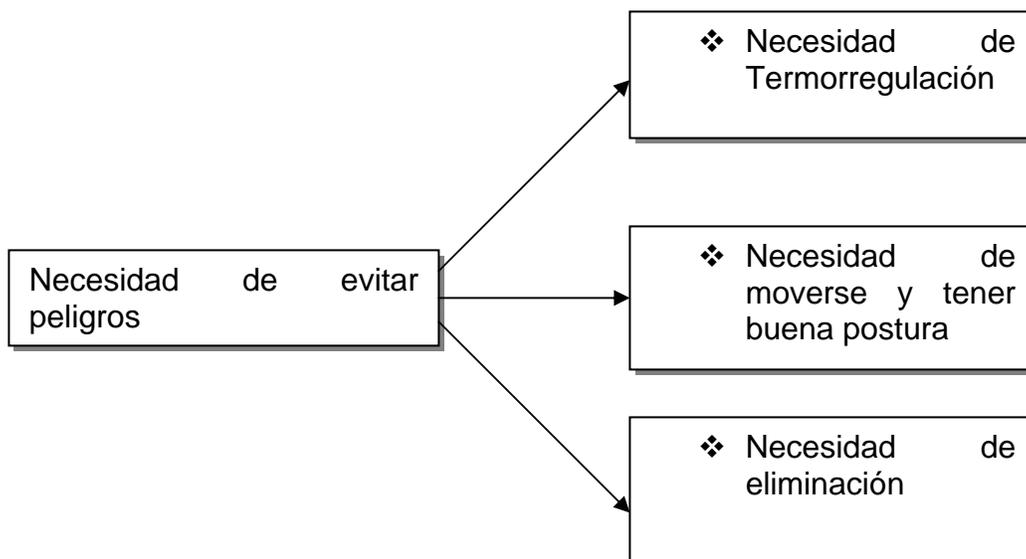 Necesidad de evitar
peligros
❖ Necesidad de
Termorregulación
❖ Necesidad de
moverse y tener
buena postura
❖ Necesidad de
eliminación